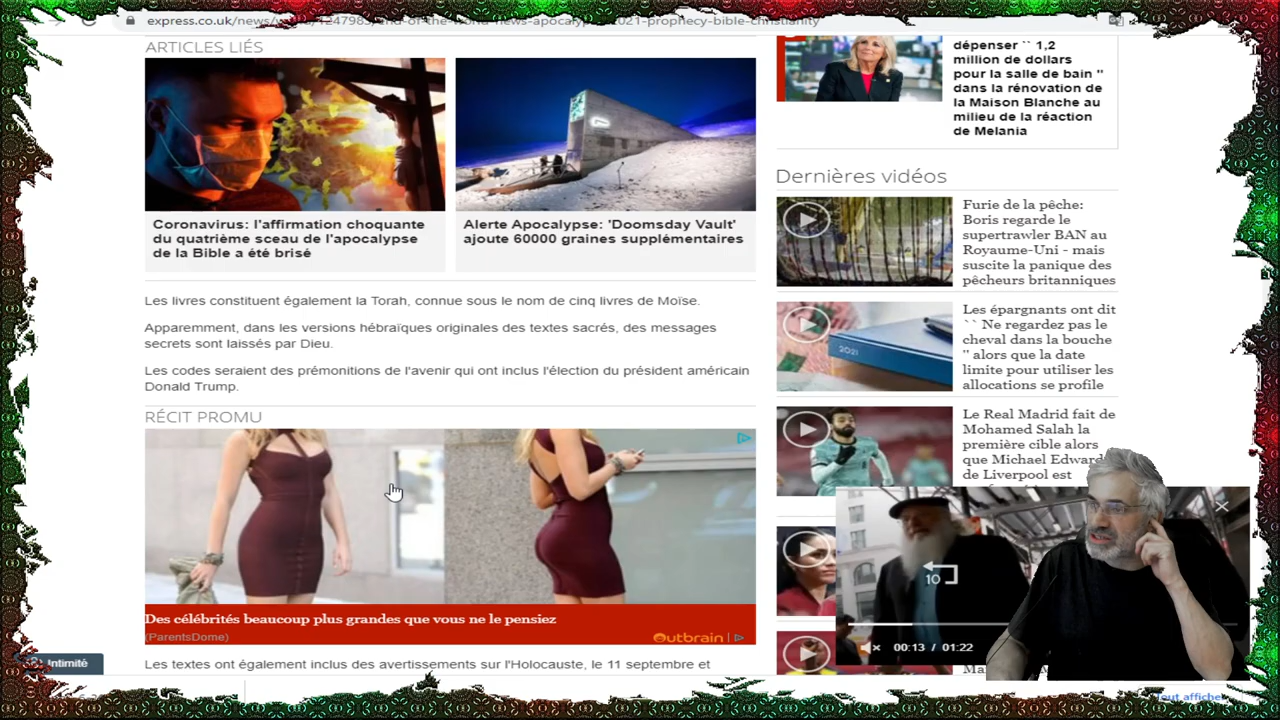 express.co.uk/news/
ARTICLES LIÉS
Coronavirus: l'affirmation choquante
du quatrième sceau de l'apocalypse
de la Bible a été brisé
Alerte Apocalypse: 'Doomsday Vault'
ajoute 60000 graines supplémentaires
Les livres constituent également la Torah, connue sous le nom de cinq livres de Moïse.
Apparemment, dans les versions hébraïques originales des textes sacrés, des messages
secrets sont laissés par Dieu.
Les codes seraient des prémonitions de l'avenir qui ont inclus l'élection du président américain
Donald Trump.
RÉCIT PROMU
Des célébrités beaucoup plus grandes que vous ne le pensiez
(ParentsDome)
Outbrain
Les textes ont également inclus des avertissements sur l'Holocauste, le 11 septembre et
Intimité
dépenser `` 1,2
million de dollars
pour la salle de bain ''
dans la rénovation de
la Maison Blanche au
milieu de la réaction
de Melania
Dernières vidéos
Furie de la pêche:
Boris regarde le
supertrawler BAN au
Royaume-Uni - mais
suscite la panique des
pêcheurs britanniques
2021
Les épargnants ont dit
`` Ne regardez pas le
cheval dans la bouche
'' alors que la date
limite pour utiliser les
allocations se profile
Le Real Madrid fait de
Mohamed Salah la
première cible alors
que Michael Edward
de Liverpool est
10
00:13 / 01:22